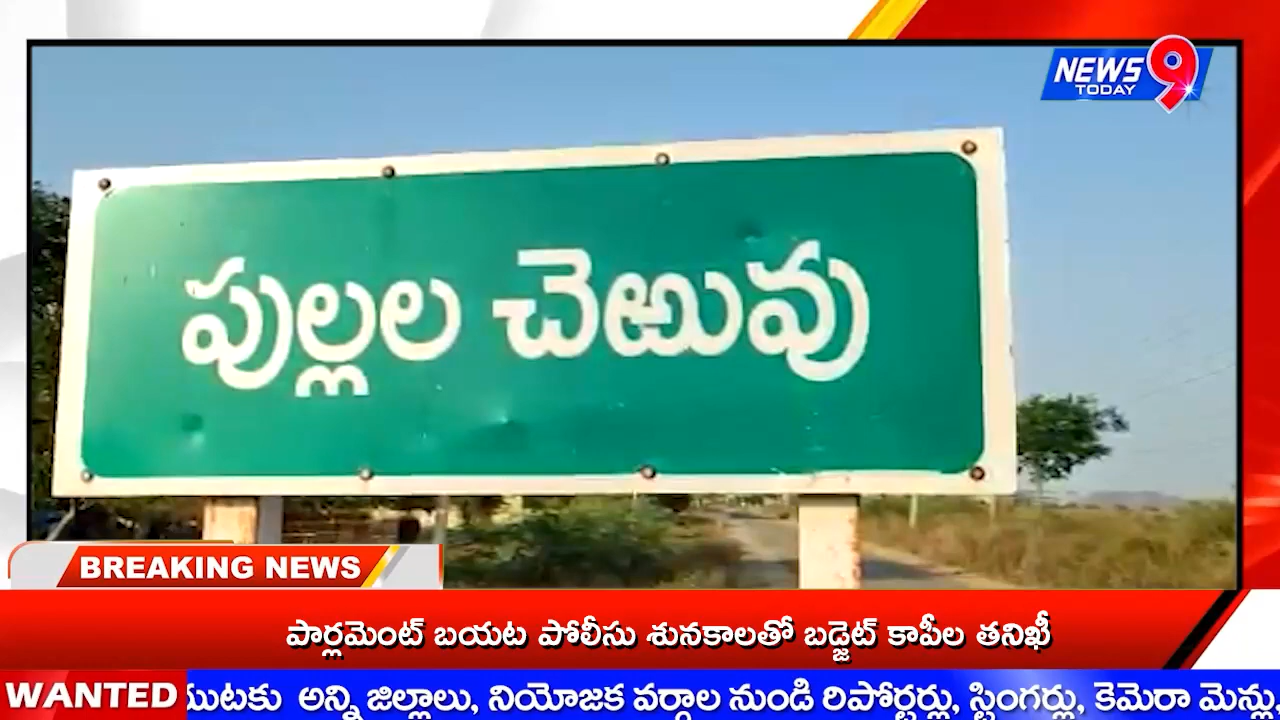 NEWS 9
TODAY
పుల్లల చెఱువు
BREAKING NEWS
పార్లమెంట్ బయట పోలీసు శునకాలతో బడ్జెట్ కాపీల తనిఖీ
WANTED అన్ని జిల్లాలు, నియోజక వర్గాల నుండి రిపోర్టర్లు, స్టింగర్లు, కెమెరా మెన్లు,